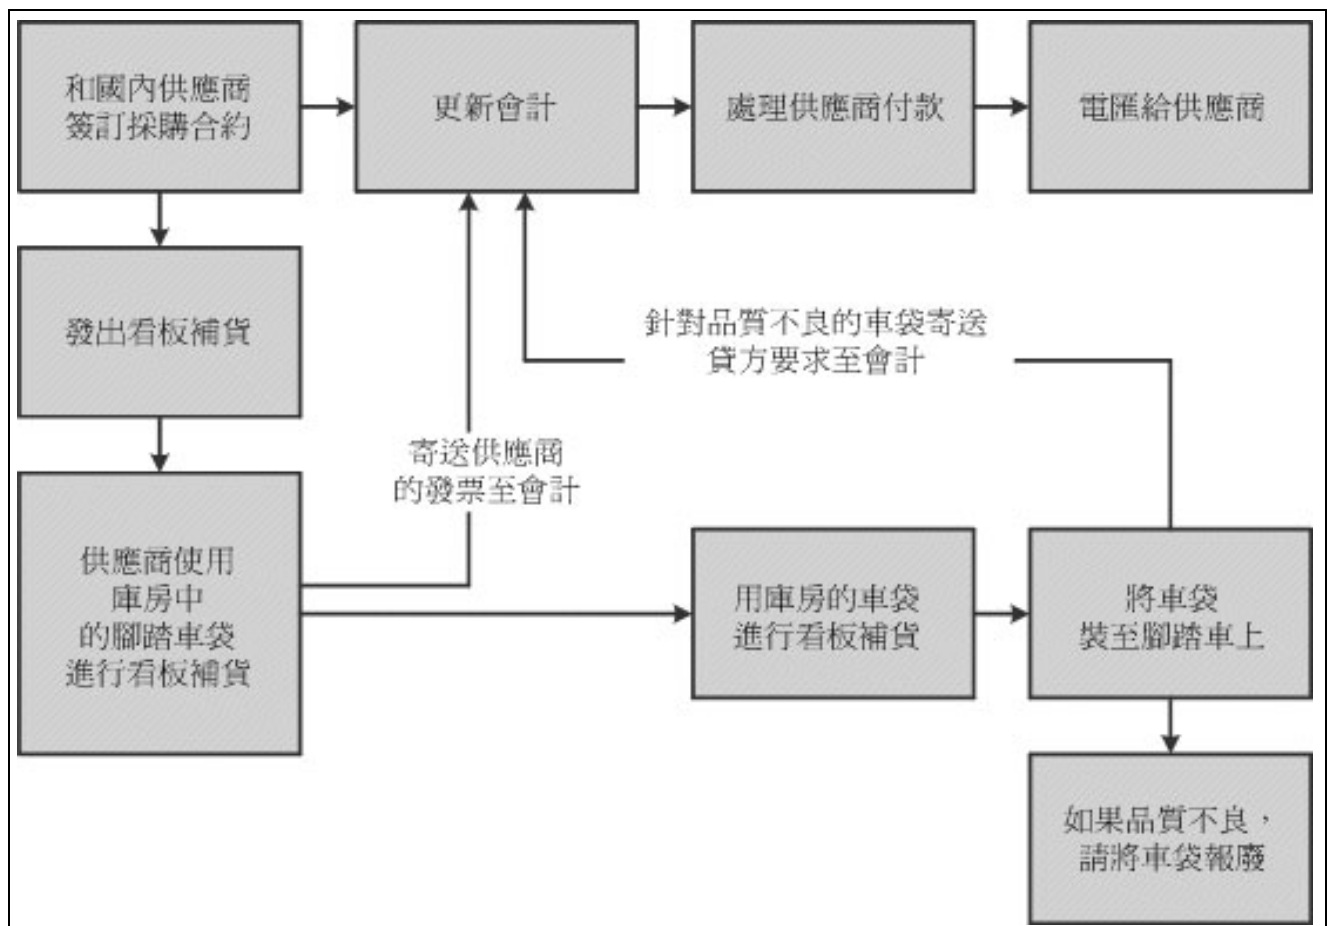 和國內供應商
簽訂採購合約
更新會計
處理供應商付款
電匯給供應商
發出看板補貨
針對品質不良的車袋寄送
貸方要求至會計
寄送供應商
的發票至會計
供應商使用
庫房中
的腳踏車袋
進行看板補貨
用庫房的車袋
進行看板補貨
將車袋
裝至腳踏車上
如果品質不良，
請將車袋報廢